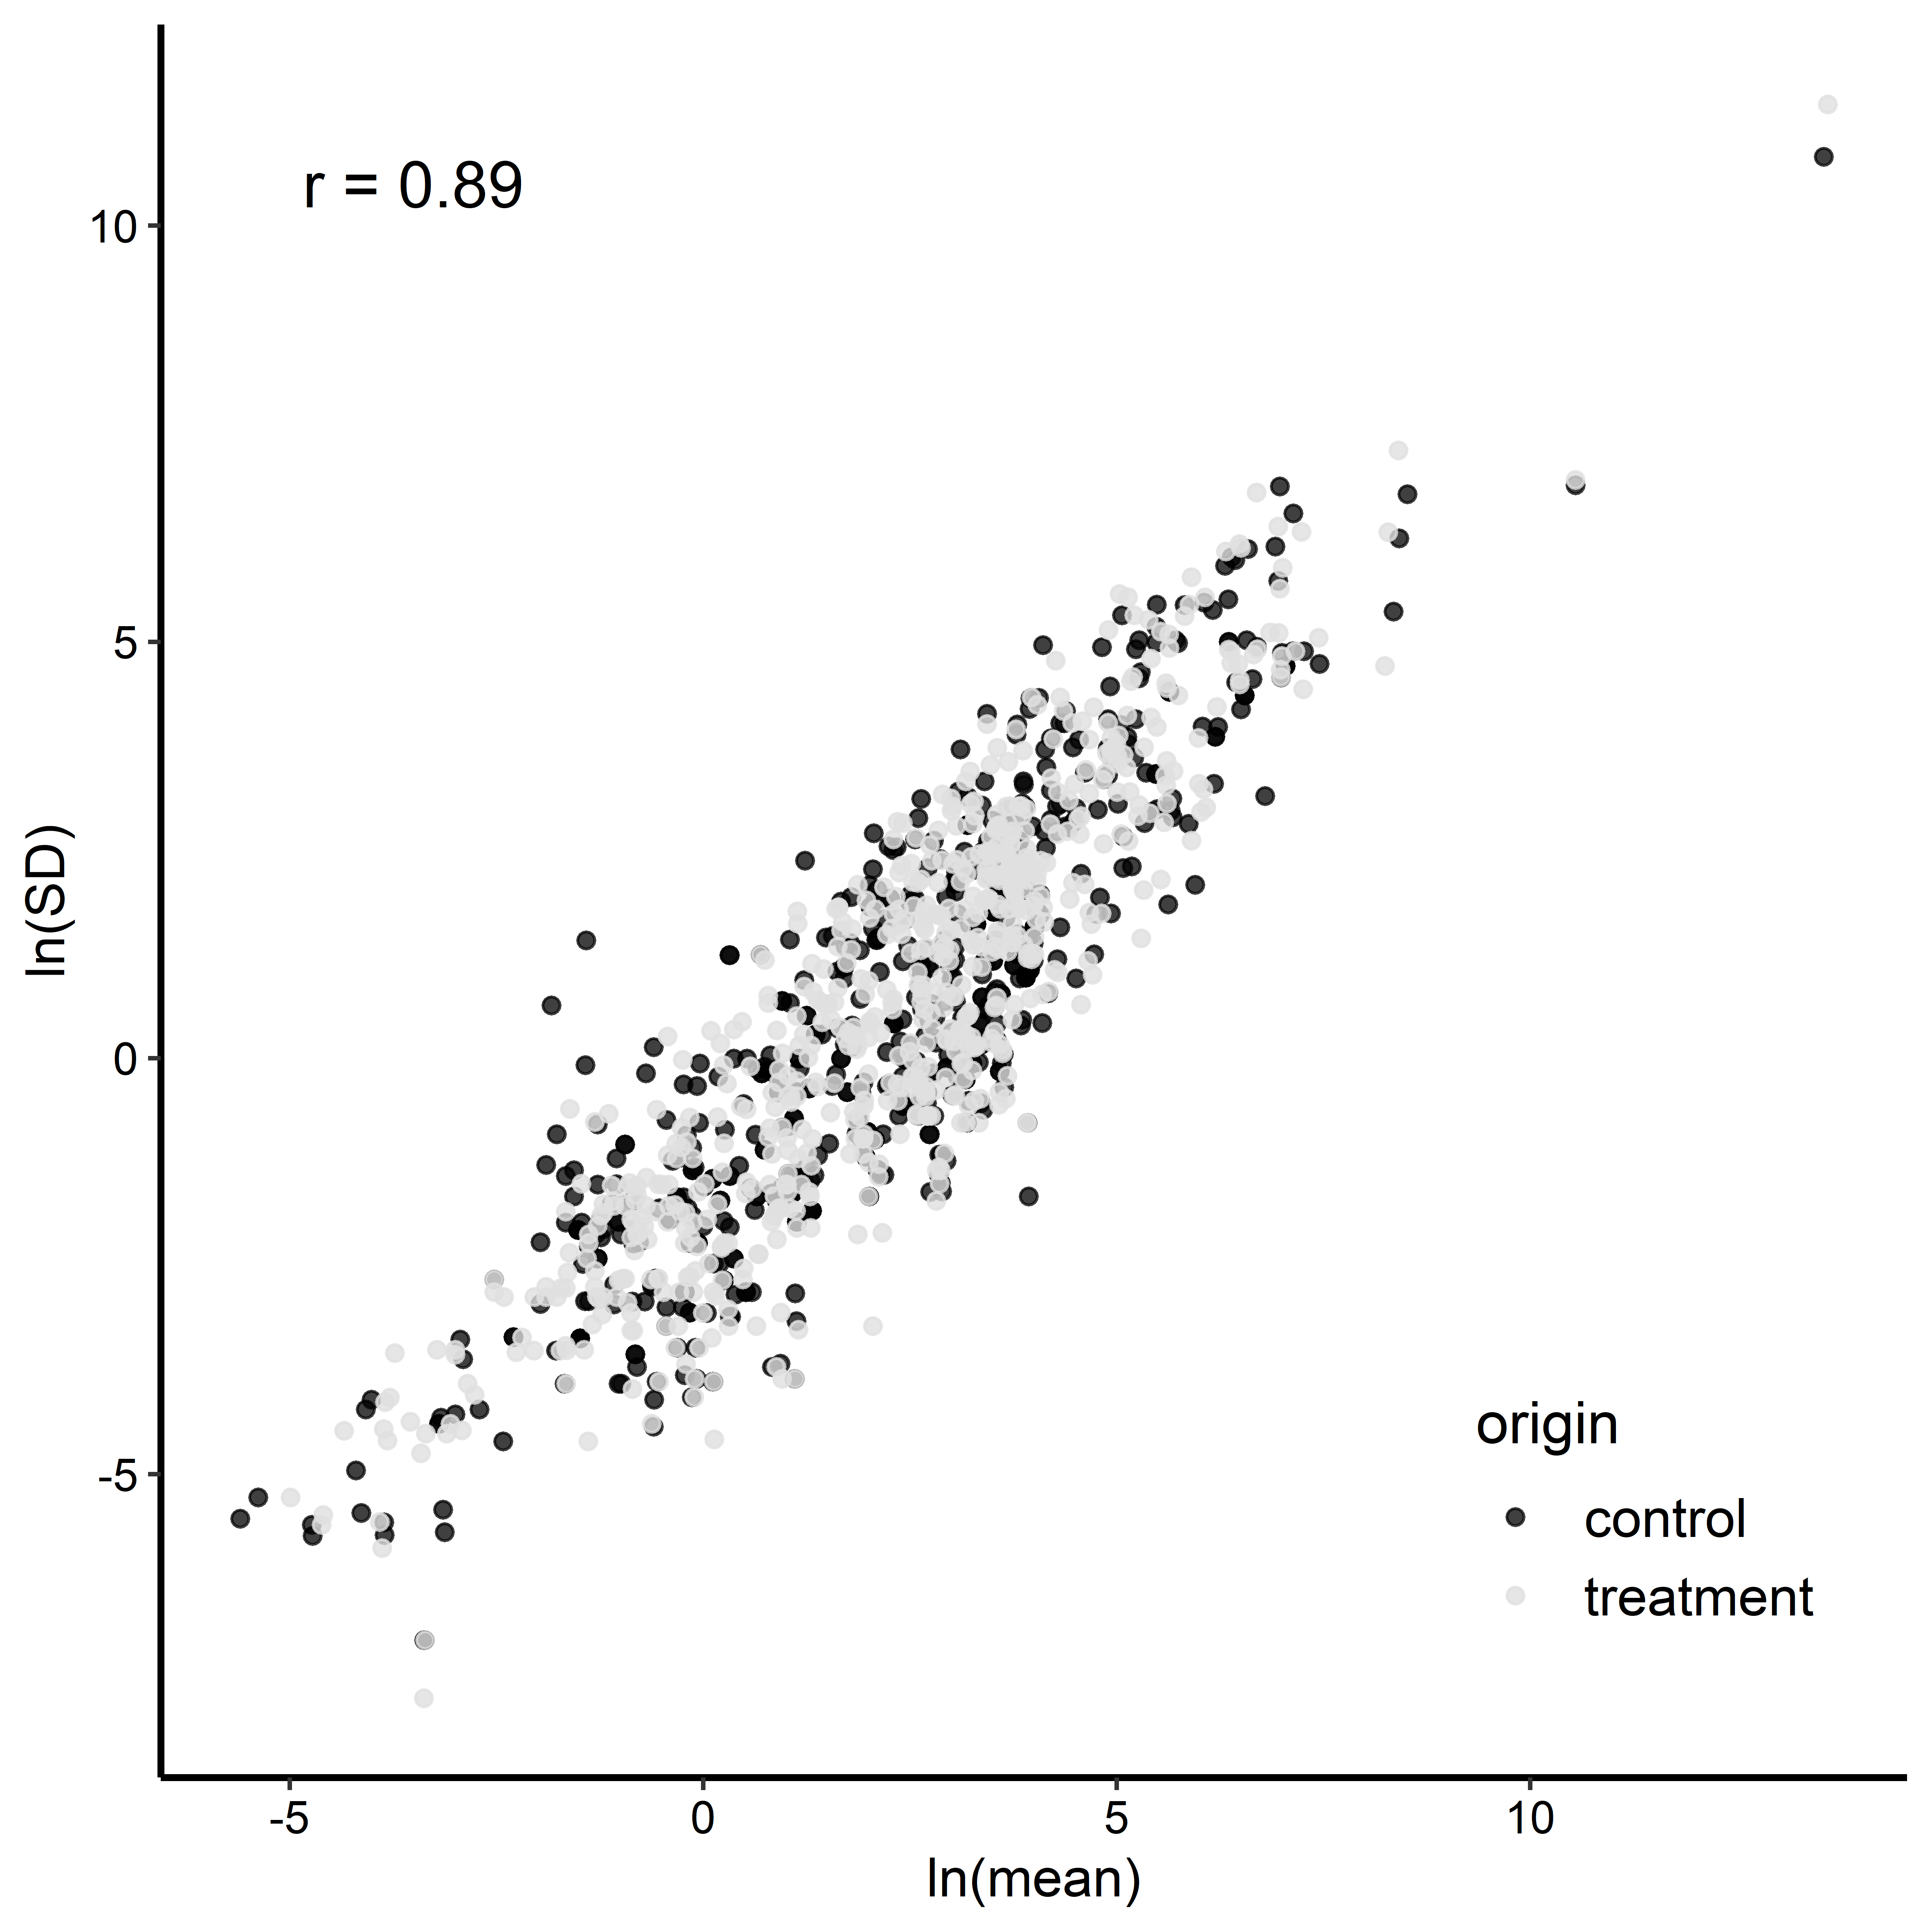 r = 0.89
10
5
0
-5
ln(SD)
-5 0 5 10
ln(mean)
origin
control
treatment